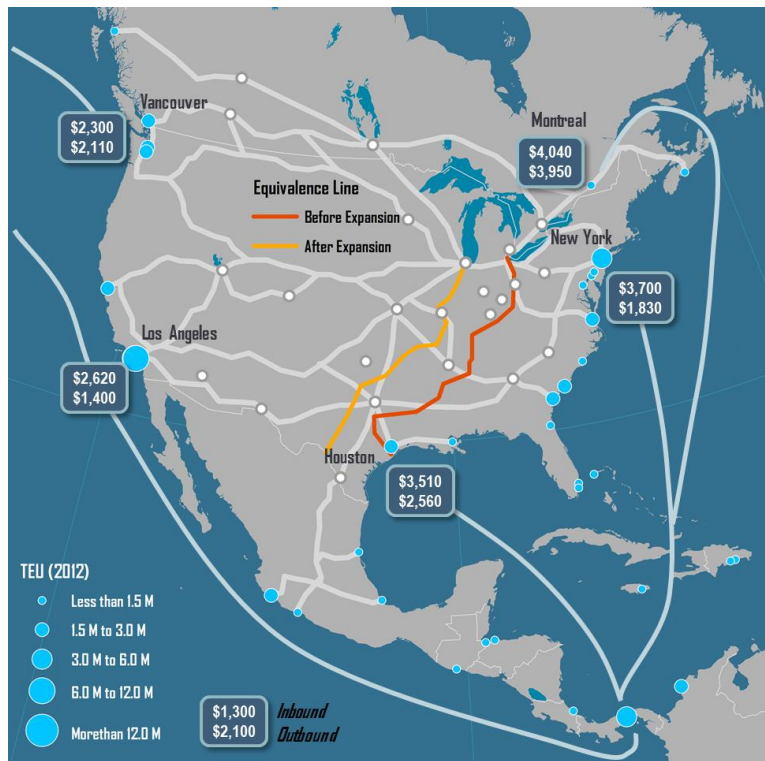 Vancouver
$2,300
$2,110
Montreal
$4,040
$3,950
Equivalence Line
Before Expansion
After Expansion
New York
$3,700
$1,830
Los Angeles
$2,620
$1,400
Houston
$3,510
$2,560
TEU (2012)
Less than 1.5 M
1.5 M to 3.0 M
3.0 M to 6.0 M
6.0 M to 12.0 M
Morethan 12.0 M
$1,300 Inbound
$2,100 Outbound